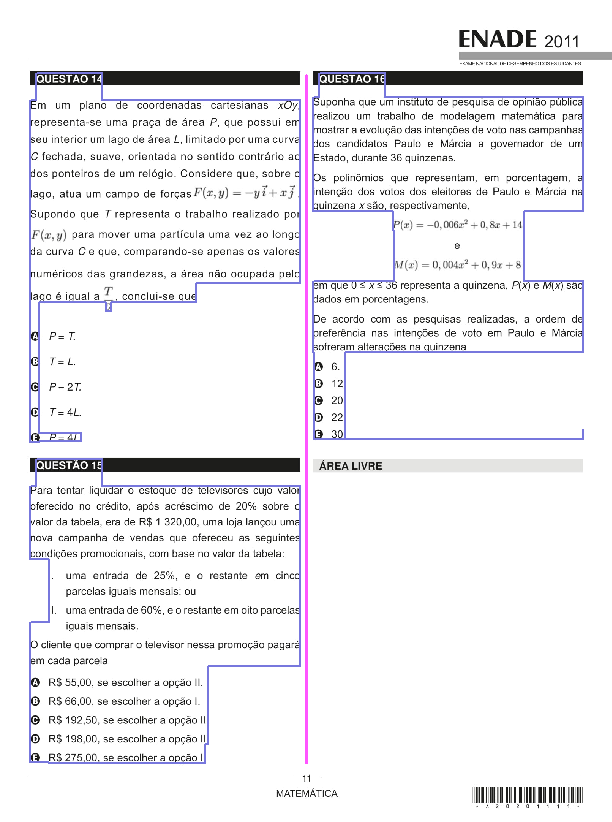 ENADE 2011
EXAME NACIONAL DE DESEMPENHO DOS ESTUDANTES
QUESTÃO 14
Em um plano de coordenadas cartesianas xOy,
representa-se uma praça de área P, que possui em
seu interior um lago de área L, limitado por uma curva
C fechada, suave, orientada no sentido contrário ao
dos ponteiros de um relógio. Considere que, sobre o
lago, atua um campo de forças F(x, y) = −y i⃗ + x j⃗ .
Supondo que T representa o trabalho realizado por
F(x, y) para mover uma partícula uma vez ao longo
da curva C e que, comparando-se apenas os valores
numéricos das grandezas, a área não ocupada pelo
lago é igual a T/2, conclui-se que
A P = T.
B T = L.
C P = 2T.
D T = 4L.
E P = 4L.
QUESTÃO 15
Para tentar liquidar o estoque de televisores cujo valor
oferecido no crédito, após acréscimo de 20% sobre o
valor da tabela, era de R$ 1 320,00, uma loja lançou uma
nova campanha de vendas que ofereceu as seguintes
condições promocionais, com base no valor da tabela:
I. uma entrada de 25%, e o restante em cinco
parcelas iguais mensais; ou
II. uma entrada de 60%, e o restante em oito parcelas
iguais mensais.
O cliente que comprar o televisor nessa promoção pagará
em cada parcela
A R$ 55,00, se escolher a opção II.
B R$ 66,00, se escolher a opção I.
C R$ 192,50, se escolher a opção II.
D R$ 198,00, se escolher a opção II.
E R$ 275,00, se escolher a opção I.
QUESTÃO 16
Suponha que um instituto de pesquisa de opinião pública
realizou um trabalho de modelagem matemática para
mostrar a evolução das intenções de voto nas campanhas
dos candidatos Paulo e Márcia a governador de um
Estado, durante 36 quinzenas.
Os polinômios que representam, em porcentagem, a
intenção dos votos dos eleitores de Paulo e Márcia na
quinzena x são, respectivamente,
P(x) = −0,006x² + 0,8x + 14
e
M(x) = 0,004x² + 0,9x + 8
em que 0 ≤ x ≤ 36 representa a quinzena, P(x) e M(x) são
dados em porcentagens.
De acordo com as pesquisas realizadas, a ordem de
preferência nas intenções de voto em Paulo e Márcia
sofreram alterações na quinzena
A 6.
B 12.
C 20.
D 22.
E 30.
ÁREA LIVRE
11
MATEMÁTICA